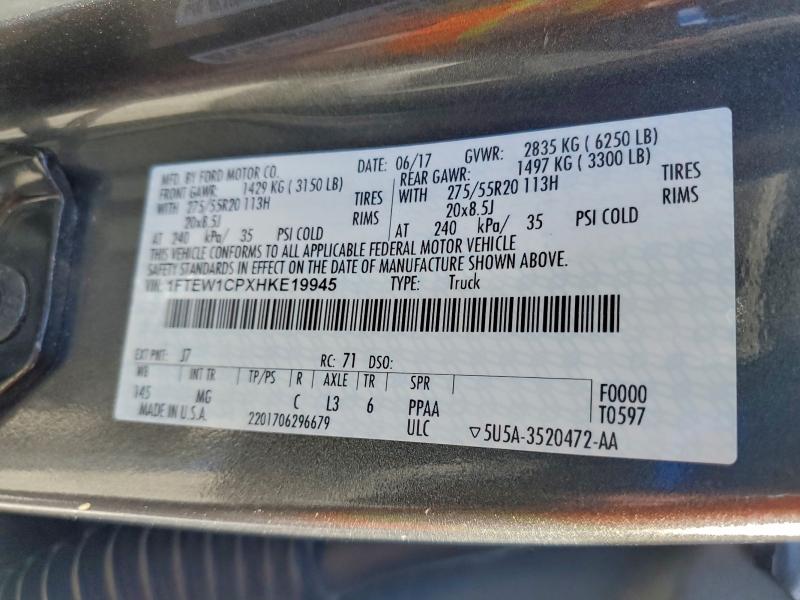 MFD. BY FORD MOTOR CO. DATE: 06/17 GVWR: 2835 KG ( 6250 LB)
FRONT GAWR: 1429 KG ( 3150 LB) REAR GAWR: 1497 KG ( 3300 LB)
WITH 275/55R20 113H TIRES WITH 275/55R20 113H TIRES
20x8.5J RIMS 20x8.5J RIMS
AT 240 kPa/ 35 PSI COLD AT 240 kPa/ 35 PSI COLD
THIS VEHICLE CONFORMS TO ALL APPLICABLE FEDERAL MOTOR VEHICLE
SAFETY STANDARDS IN EFFECT ON THE DATE OF MANUFACTURE SHOWN ABOVE.
VIN: 1FTEW1CPXHKE19945 TYPE: Truck
EXT PNT: J7 RC: 71 DSO:
WB INT TR TP/PS R AXLE TR SPR
145 MG C L3 6 PPAA F0000
MADE IN U.S.A. 2201706296679 ULC T0597
▽5U5A-3520472-AA